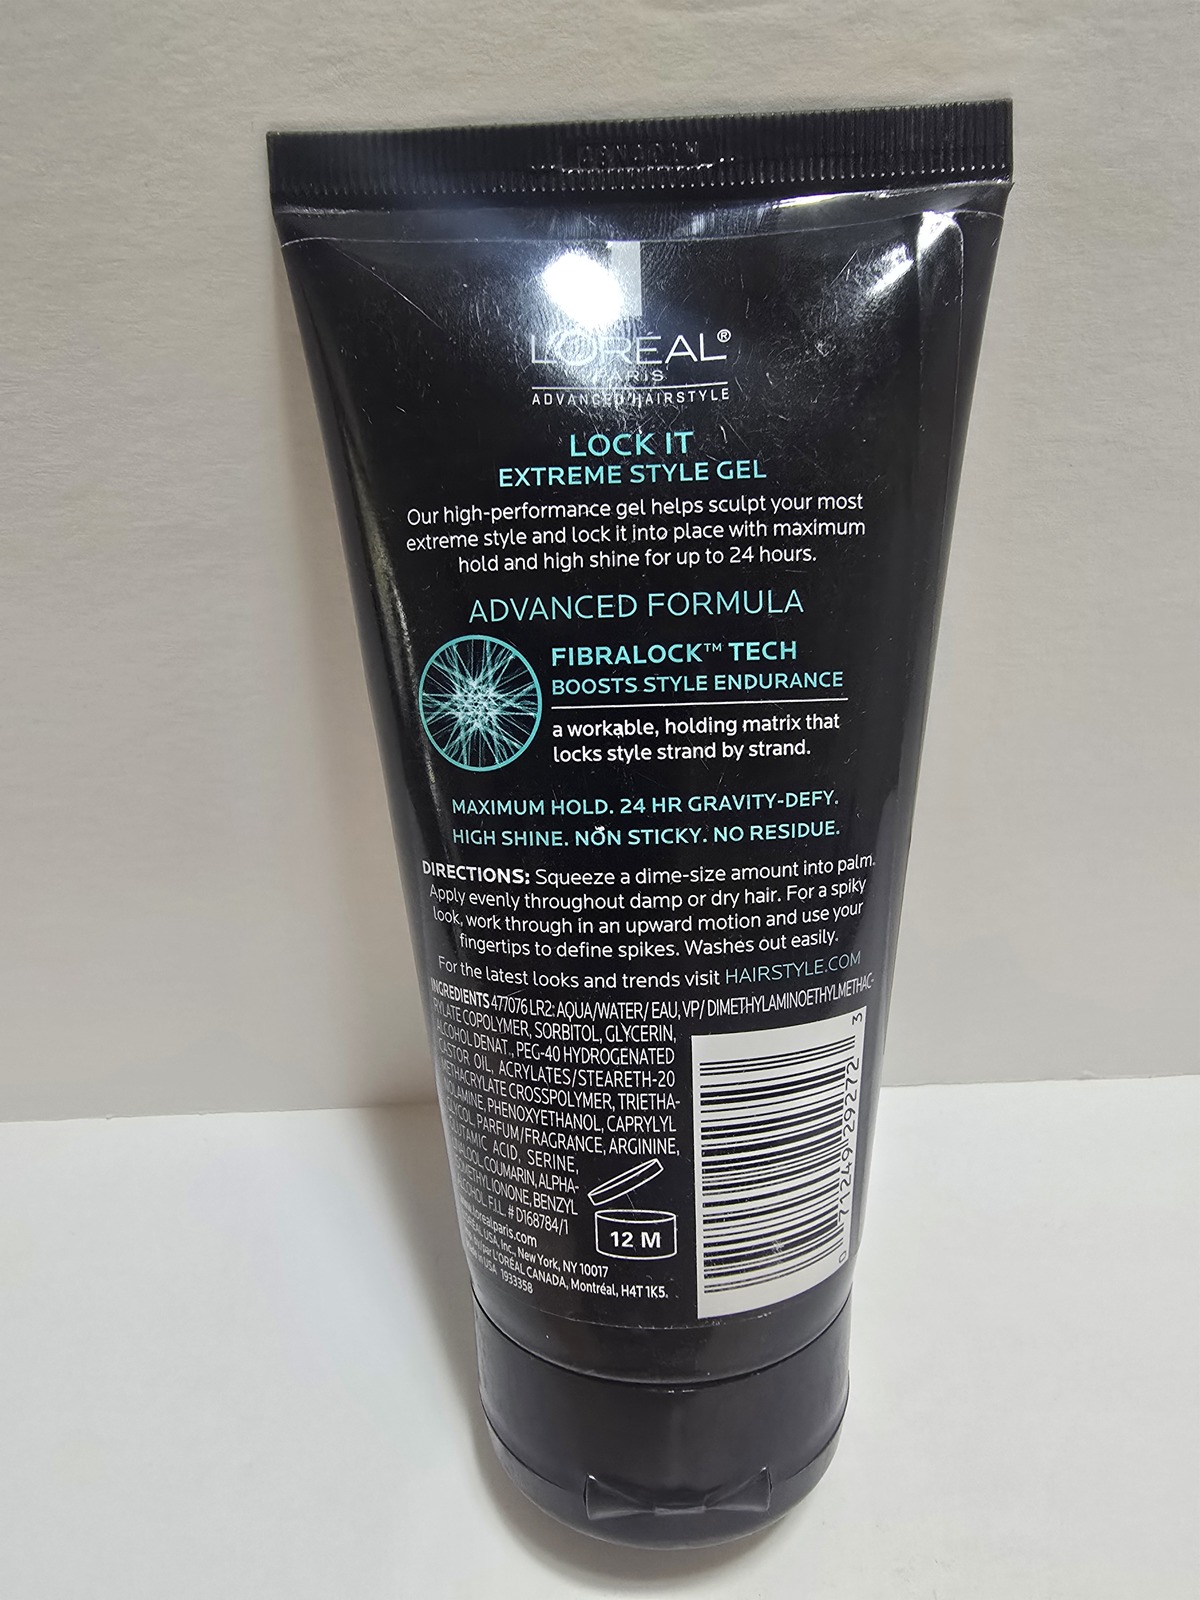 L'ORÉAL®
PARIS
ADVANCED HAIRSTYLE
LOCK IT
EXTREME STYLE GEL
Our high-performance gel helps sculpt your most
extreme style and lock it into place with maximum
hold and high shine for up to 24 hours.
ADVANCED FORMULA
FIBRALOCK™ TECH
BOOSTS STYLE ENDURANCE
a workable, holding matrix that
locks style strand by strand.
MAXIMUM HOLD. 24 HR GRAVITY-DEFY.
HIGH SHINE. NON STICKY. NO RESIDUE.
DIRECTIONS: Squeeze a dime-size amount into palm.
Apply evenly throughout damp or dry hair. For a spiky
look, work through in an upward motion and use your
fingertips to define spikes. Washes out easily.
For the latest looks and trends visit HAIRSTYLE.COM
INGREDIENTS 477076 LR2: AQUA/WATER/ EAU, VP/ DIMETHYLAMINOETHYLMETHAC-
RYLATE COPOLYMER, SORBITOL, GLYCERIN,
ALCOHOL DENAT., PEG-40 HYDROGENATED
CASTOR OIL, ACRYLATES/STEARETH-20
METHACRYLATE CROSSPOLYMER, TRIETHA-
NOLAMINE, PHENOXYETHANOL, CAPRYLYL
GLYCOL, PARFUM/FRAGRANCE, ARGININE,
ACID, SERINE,
COUMARIN, ALPHA-
IONONE, BENZYL
ALCOHOL F.I.L. # D168784/1
www.lorealparis.com
USA, Inc., New York, NY 10017
L'ORÉAL CANADA, Montréal, H4T 1K5.
in USA 1933358
12 M
0 71249 29272 3